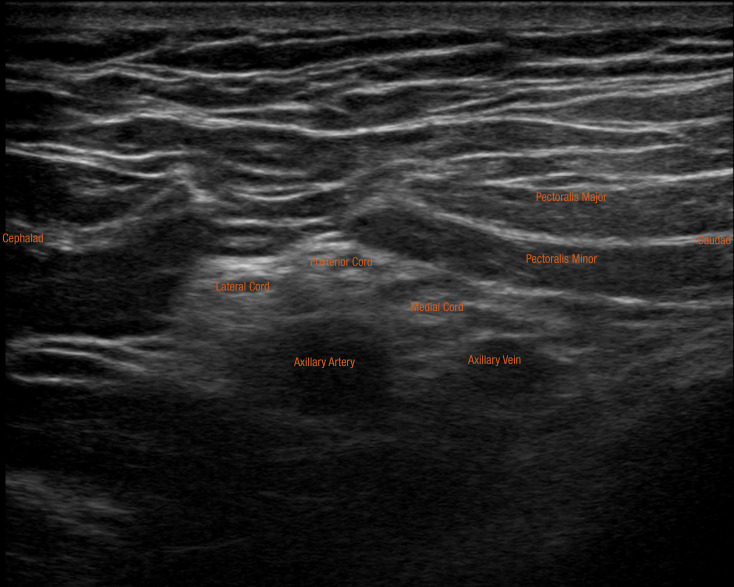 Pectoralis Major
Cephalad
Caudad
Pectoralis Minor
Posterior Cord
Lateral Cord
Medial Cord
Axillary Artery
Axillary Vein